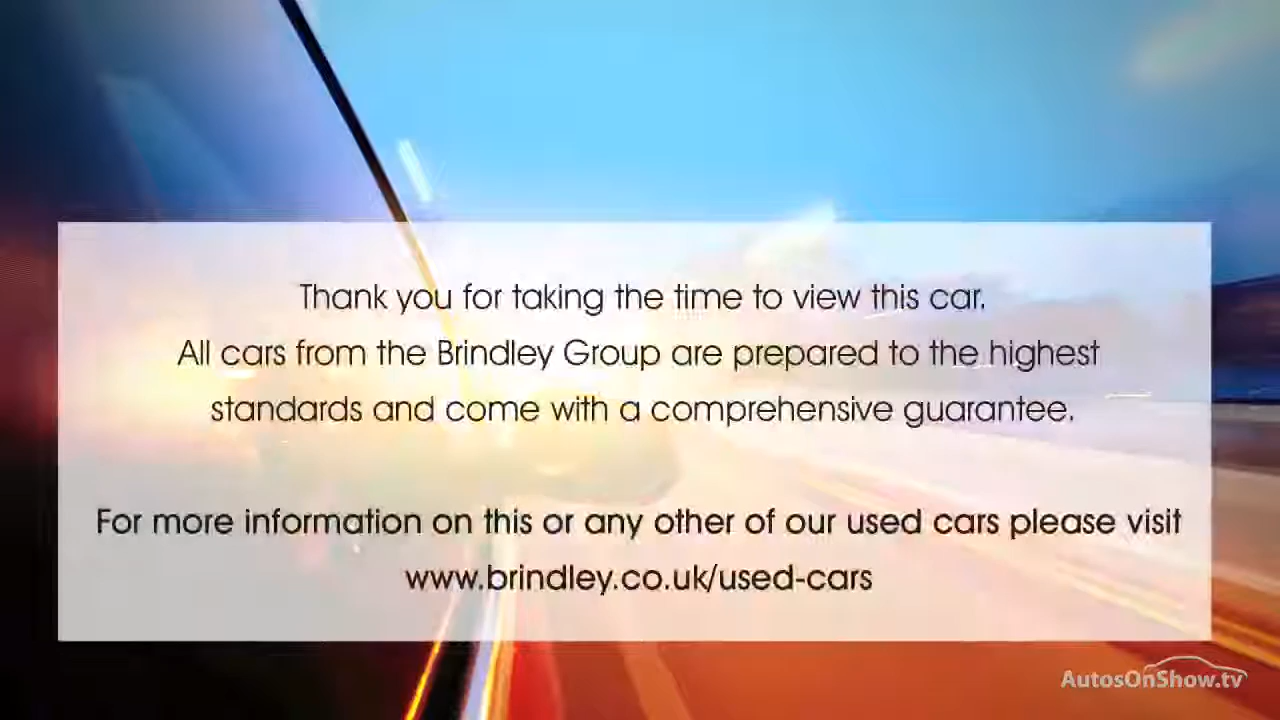 Thank you for taking the time to view this car.
All cars from the Brindley Group are prepared to the highest
standards and come with a comprehensive guarantee.
For more information on this or any other of our used cars please visit
www.brindley.co.uk/used-cars
AutosOnShow.tv